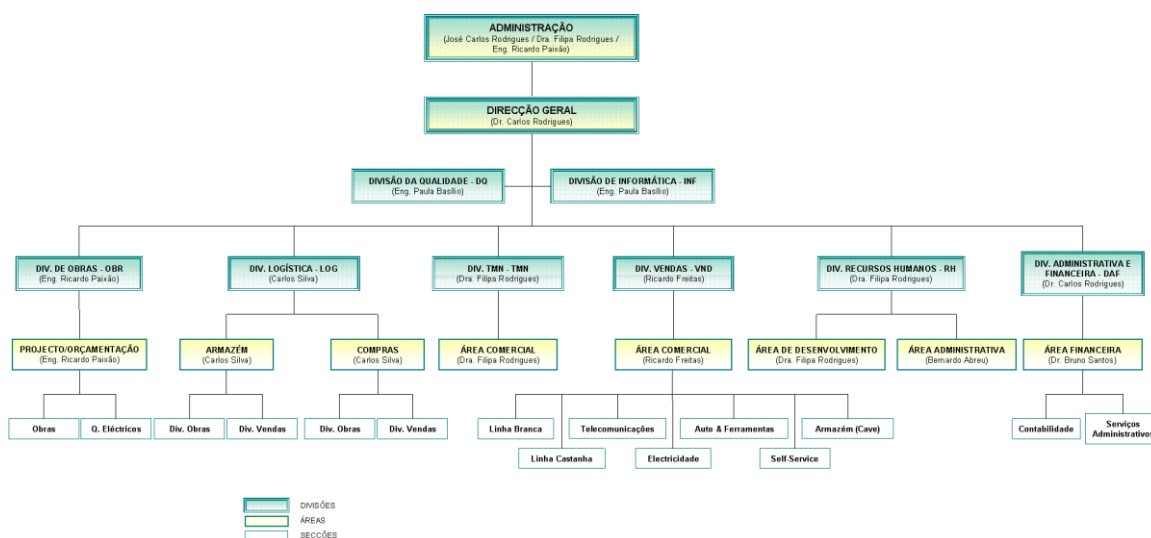 ADMINISTRAÇÃO
(José Carlos Rodrigues / Dra. Filipa Rodrigues /
Eng. Ricardo Paixão)
DIRECÇÃO GERAL
(Dr. Carlos Rodrigues)
DIVISÃO DA QUALIDADE - DQ
(Eng. Paula Basílio)
DIVISÃO DE INFORMÁTICA - INF
(Eng. Paula Basílio)
DIV. DE OBRAS - OBR
(Eng. Ricardo Paixão)
DIV. LOGÍSTICA - LOG
(Carlos Silva)
DIV. TMN - TMN
(Dra. Filipa Rodrigues)
DIV. VENDAS - VND
(Ricardo Freitas)
DIV. RECURSOS HUMANOS - RH
(Dra. Filipa Rodrigues)
DIV. ADMINISTRATIVA E
FINANCEIRA - DAF
(Dr. Carlos Rodrigues)
PROJECTO/ORÇAMENTAÇÃO
(Eng. Ricardo Paixão)
ARMAZÉM
(Carlos Silva)
COMPRAS
(Carlos Silva)
ÁREA COMERCIAL
(Dra. Filipa Rodrigues)
ÁREA COMERCIAL
(Ricardo Freitas)
ÁREA DE DESENVOLVIMENTO
(Dra. Filipa Rodrigues)
ÁREA ADMINISTRATIVA
(Bernardo Abreu)
ÁREA FINANCEIRA
(Dr. Bruno Santos)
Obras
Q. Eléctricos
Div. Obras
Div. Vendas
Div. Obras
Div. Vendas
Linha Branca
Telecomunicações
Auto & Ferramentas
Armazém (Cave)
Contabilidade
Serviços
Administrativos
Linha Castanha
Electricidade
Self-Service
DIVISÕES
ÁREAS
SECÇÕES